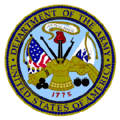 DEPARTMENT OF THE ARMY
UNITED STATES OF AMERICA
1775